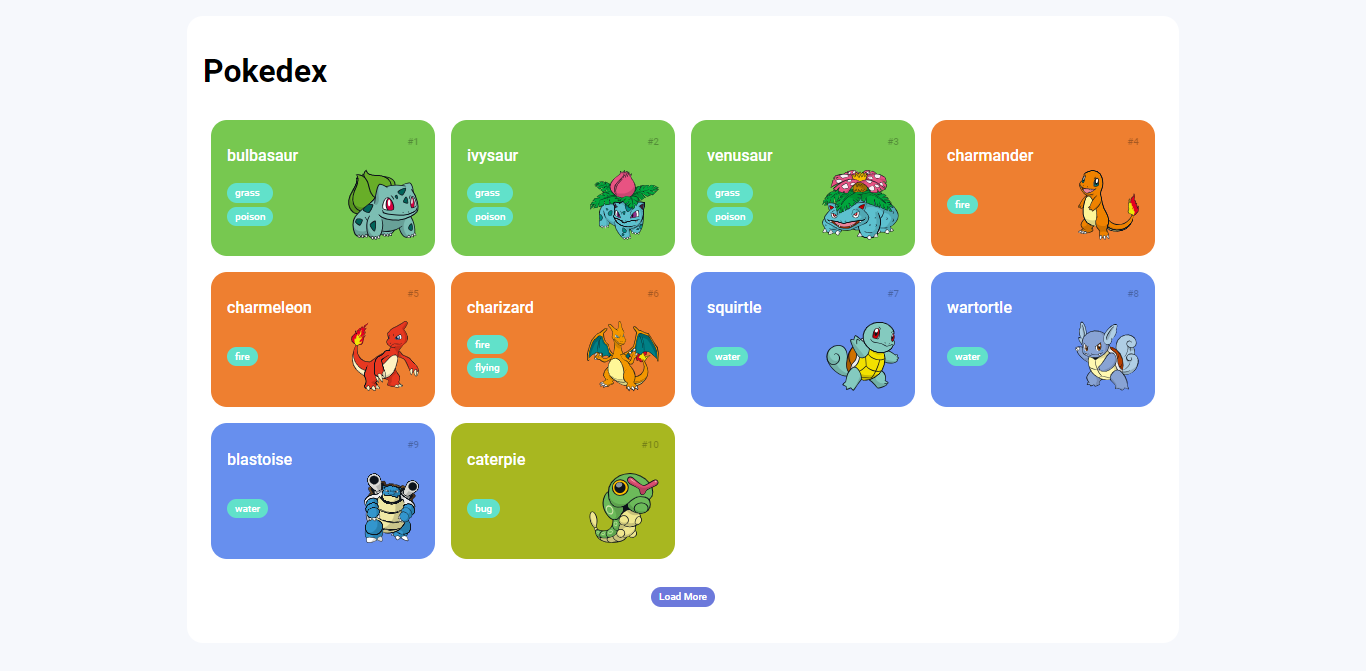 Pokedex
#1
bulbasaur
grass
poison
#2
ivysaur
grass
poison
#3
venusaur
grass
poison
#4
charmander
fire
#5
charmeleon
fire
#6
charizard
fire
flying
#7
squirtle
water
#8
wartortle
water
#9
blastoise
water
#10
caterpie
bug
Load More